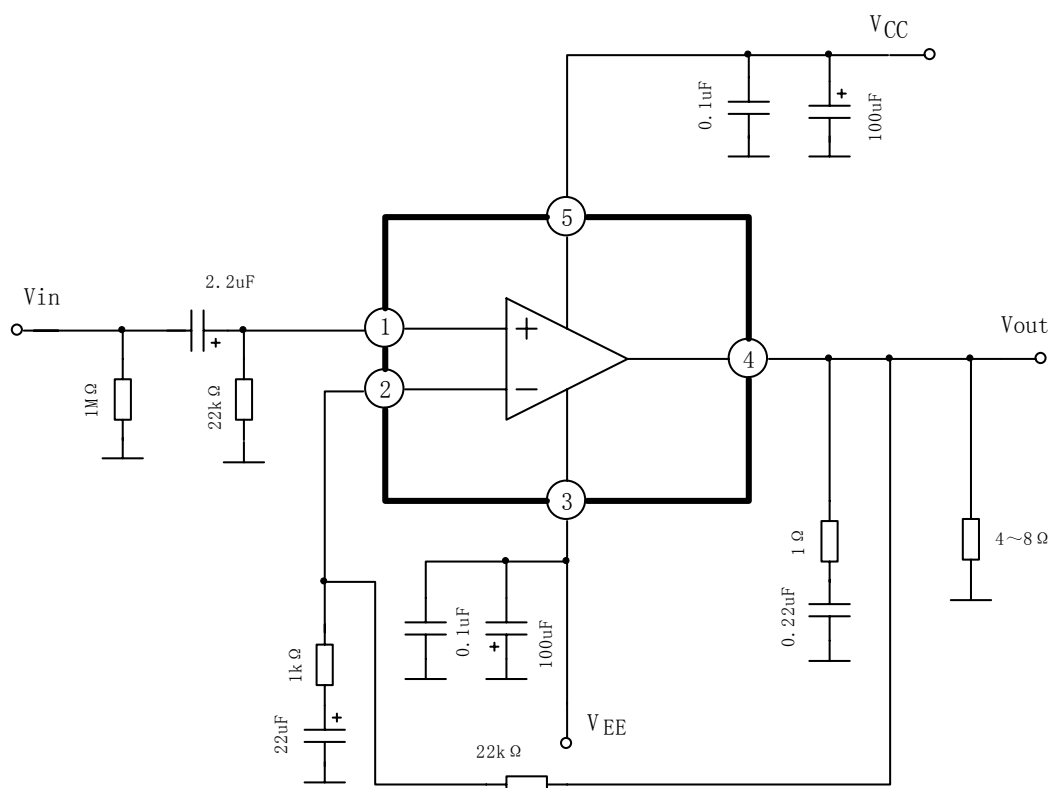 VCC
0.1uF
+
100uF
5
2.2uF
Vin
+
1
+
Vout
4
1MΩ
22kΩ
2
−
3
1Ω
4～8Ω
0.1uF
+
100uF
0.22uF
1kΩ
+
22uF
VEE
22kΩ